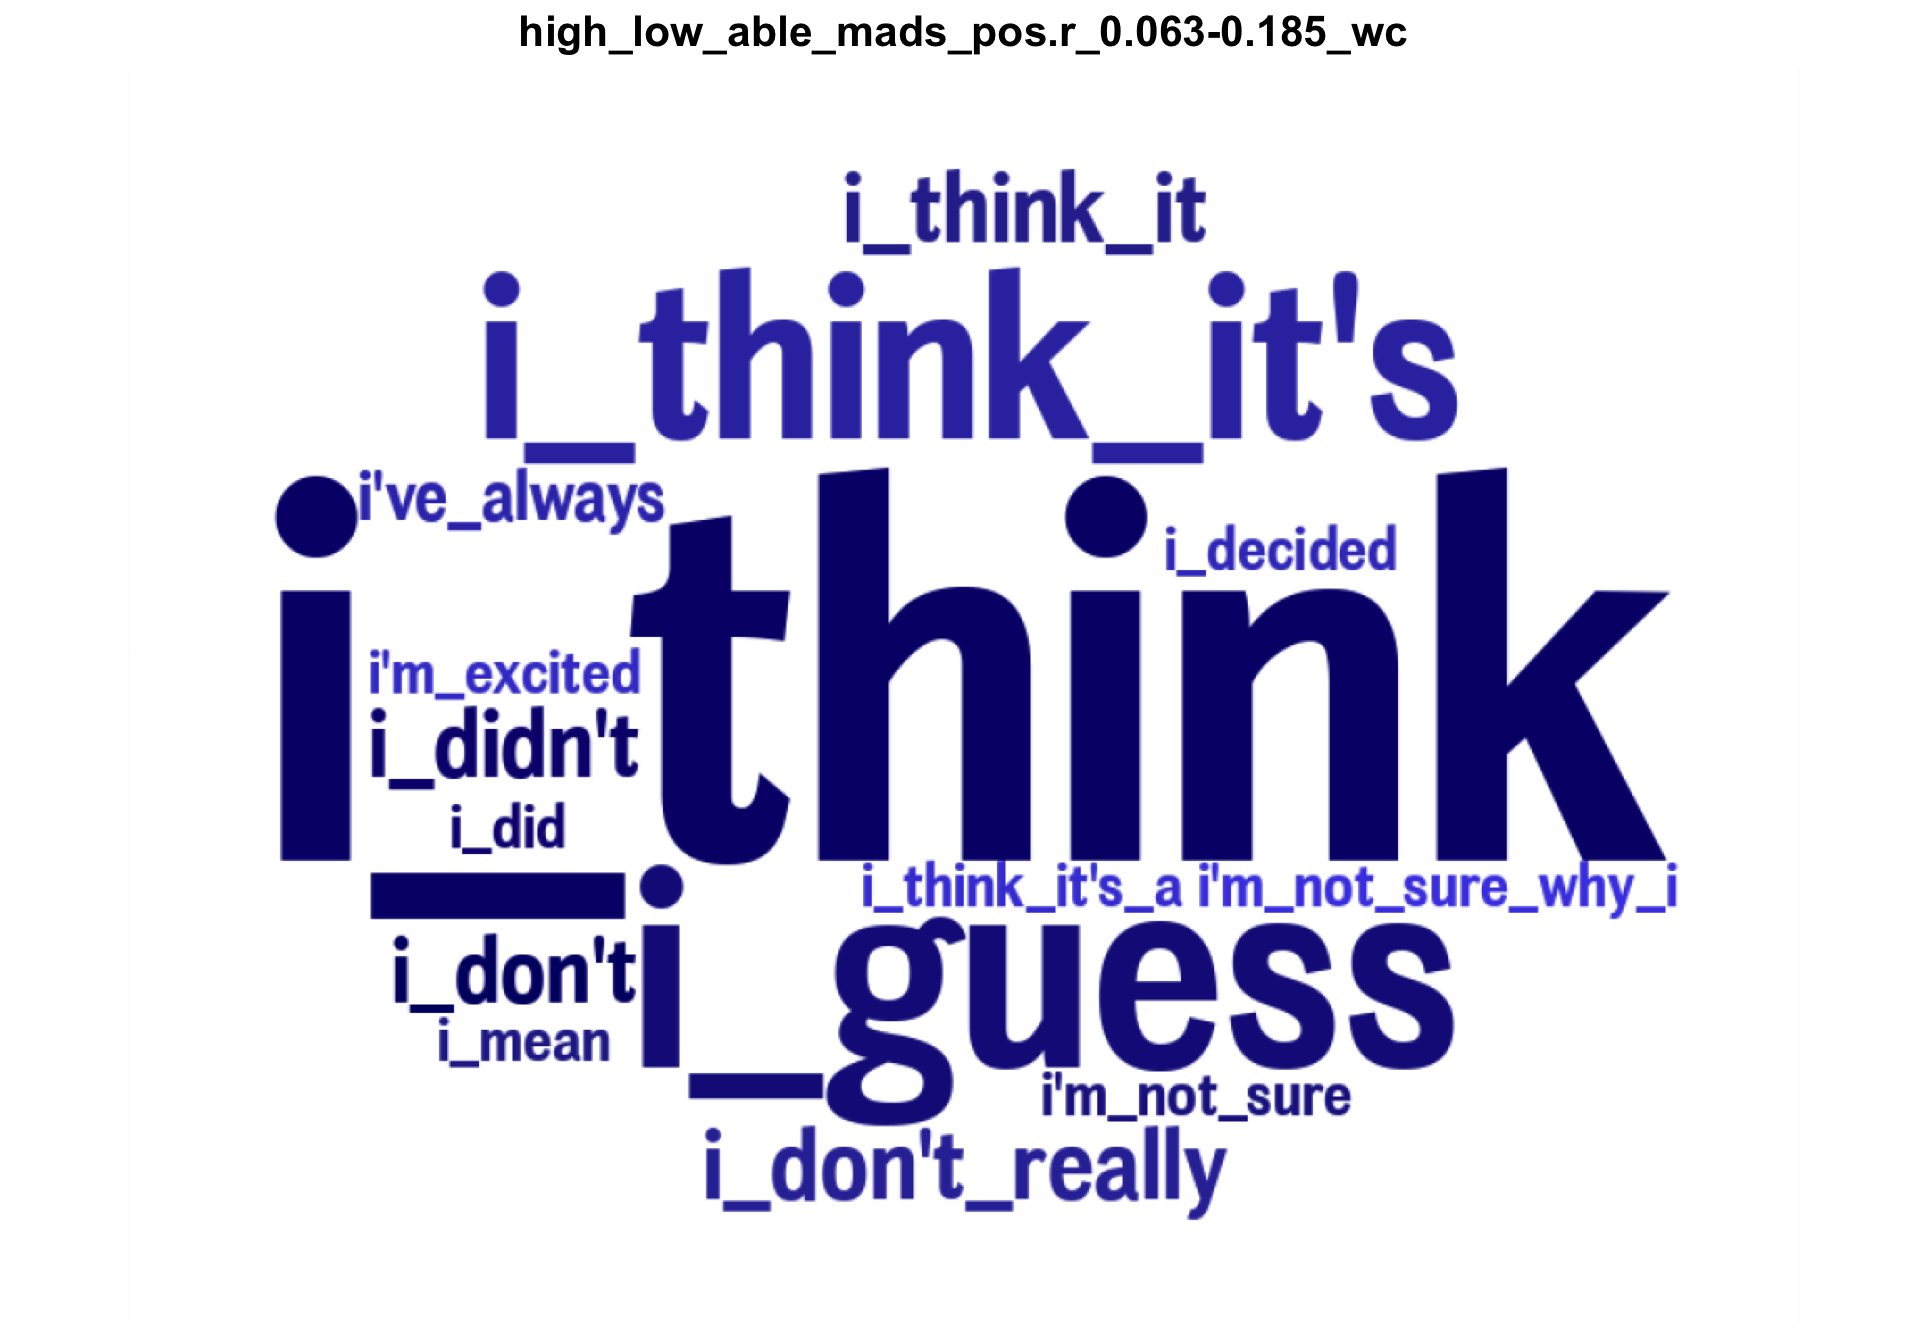 high_low_able_mads_pos.r_0.063-0.185_wc
i_think_it
i_think_it's
i've_always
i_decided
i_think
i'm_excited
i_didn't
i_did
i_think_it's_a i'm_not_sure_why_i
i_don't
i_guess
i_mean
i'm_not_sure
i_don't_really